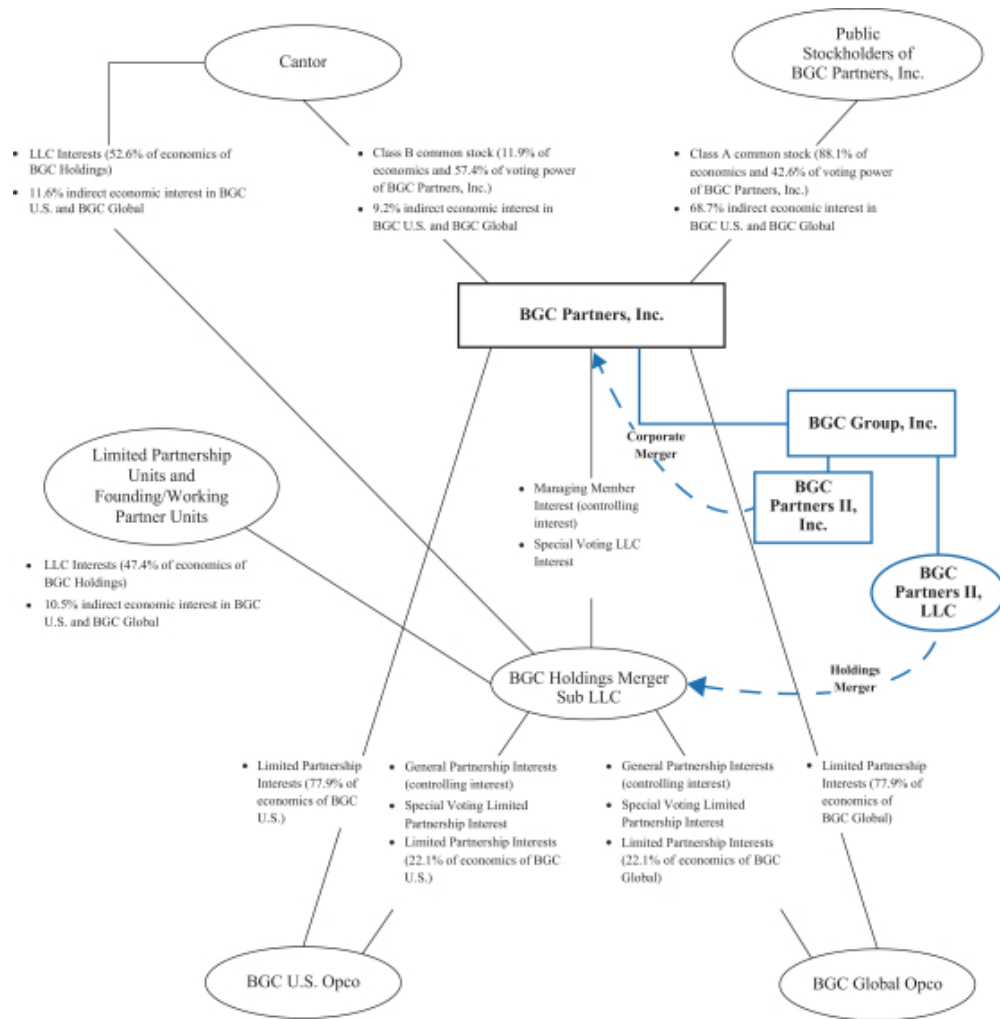 Cantor
Public
Stockholders of
BGC Partners, Inc.
• LLC Interests (52.6% of economics of
BGC Holdings)
• 11.6% indirect economic interest in BGC
U.S. and BGC Global
• Class B common stock (11.9% of
economics and 57.4% of voting power
of BGC Partners, Inc.)
• 9.2% indirect economic interest in
BGC U.S. and BGC Global
• Class A common stock (88.1% of
economics and 42.6% of voting power
of BGC Partners, Inc.)
• 68.7% indirect economic interest in
BGC U.S. and BGC Global
BGC Partners, Inc.
BGC Group, Inc.
Corporate
Merger
BGC
Partners II,
Inc.
BGC
Partners II,
LLC
Limited Partnership
Units and
Founding/Working
Partner Units
• Managing Member
Interest (controlling
interest)
• Special Voting LLC
Interest
• LLC Interests (47.4% of economics of
BGC Holdings)
• 10.5% indirect economic interest in BGC
U.S. and BGC Global
BGC Holdings Merger
Sub LLC
Holdings
Merger
• Limited Partnership
Interests (77.9% of
economics of BGC
U.S.)
• General Partnership Interests
(controlling interest)
• Special Voting Limited
Partnership Interest
• Limited Partnership Interests
(22.1% of economics of BGC
U.S.)
• General Partnership Interests
(controlling interest)
• Special Voting Limited
Partnership Interest
• Limited Partnership Interests
(22.1% of economics of BGC
Global)
• Limited Partnership
Interests (77.9% of
economics of
BGC Global)
BGC U.S. Opco
BGC Global Opco